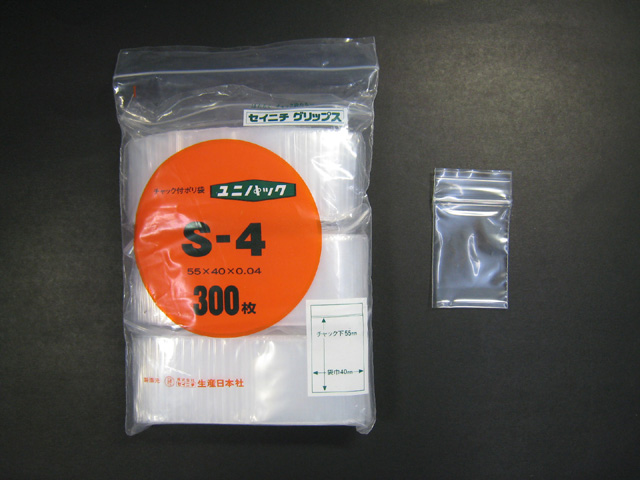 セイニチ グリップス
チャック付ポリ袋 ユニパック
S-4
55×40×0.04
300枚
チャック下55mm
袋巾40mm
生産日本社